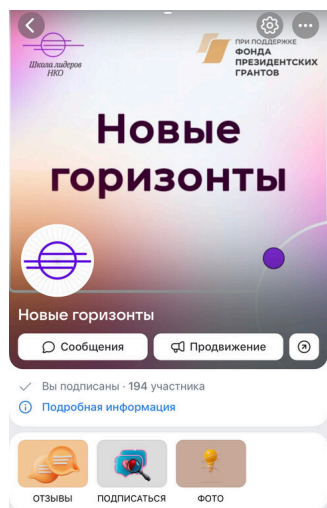 Школа лидеров
НКО
ПРИ ПОДДЕРЖКЕ
ФОНДА
ПРЕЗИДЕНТСКИХ
ГРАНТОВ
Новые
горизонты
Новые горизонты
Сообщения
Продвижение
Вы подписаны · 194 участника
Подробная информация
ОТЗЫВЫ
ПОДПИСАТЬСЯ
ФОТО